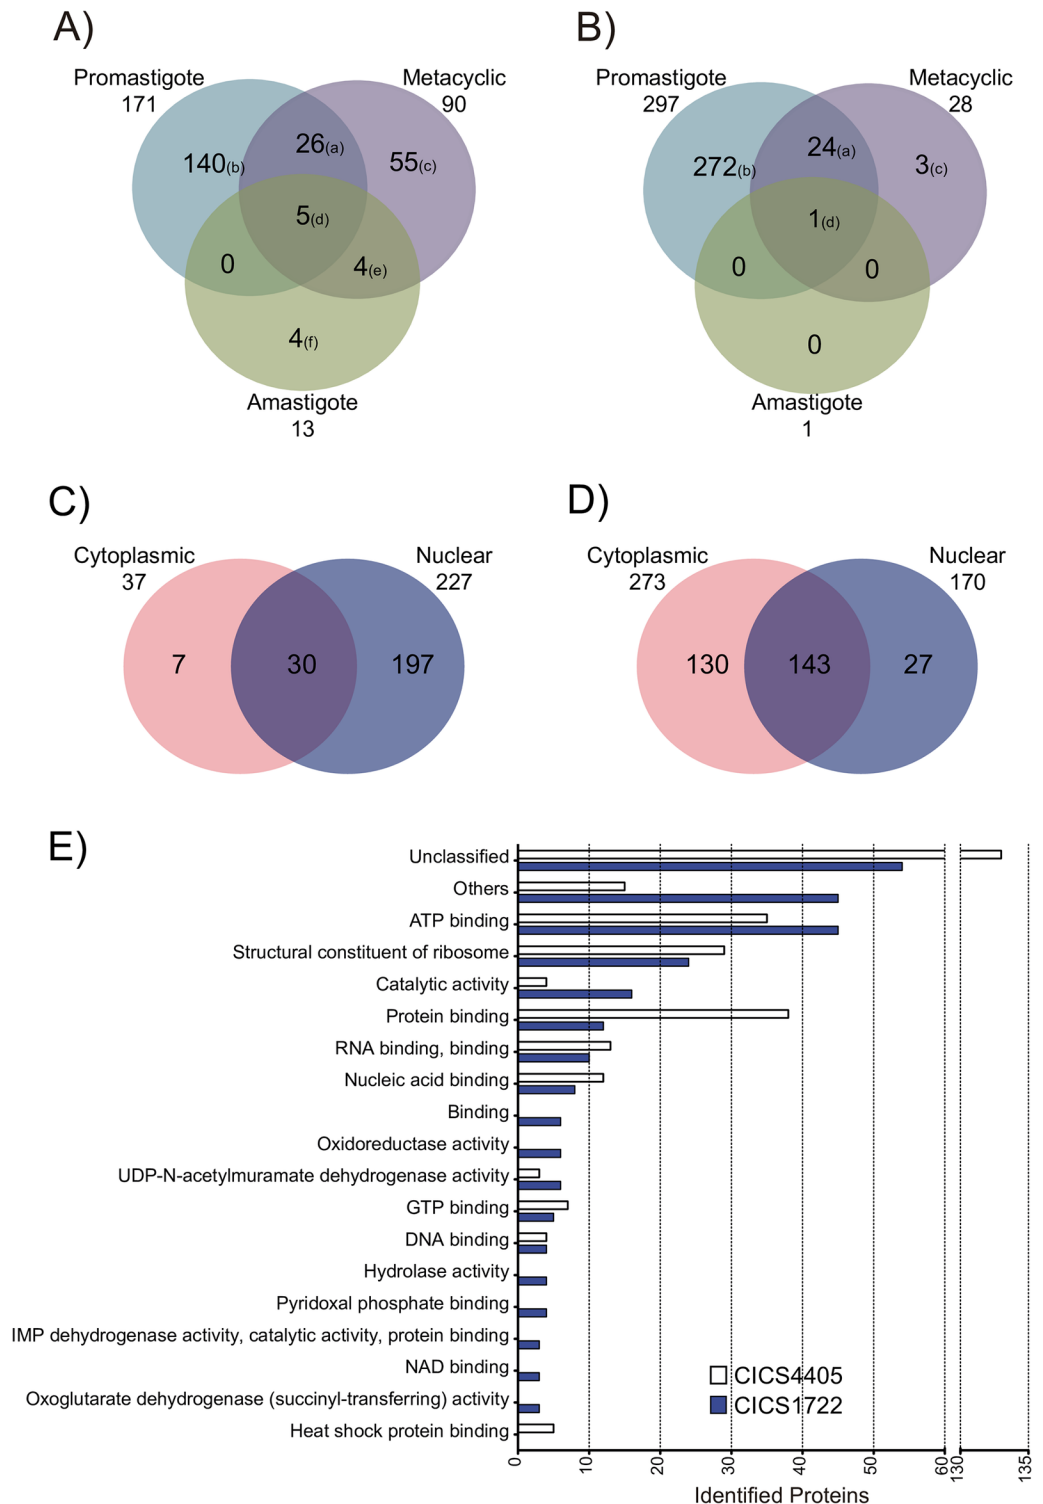 A)
Promastigote
171
Metacyclic
90
140(b)
26(a)
55(c)
5(d)
0
4(e)
4(f)
Amastigote
13
B)
Promastigote
297
Metacyclic
28
272(b)
24(a)
3(c)
1(d)
0
0
0
Amastigote
1
C)
Cytoplasmic
37
Nuclear
227
7
30
197
D)
Cytoplasmic
273
Nuclear
170
130
143
27
E)
Unclassified
Others
ATP binding
Structural constituent of ribosome
Catalytic activity
Protein binding
RNA binding, binding
Nucleic acid binding
Binding
Oxidoreductase activity
UDP-N-acetylmuramate dehydrogenase activity
GTP binding
DNA binding
Hydrolase activity
Pyridoxal phosphate binding
IMP dehydrogenase activity, catalytic activity, protein binding
NAD binding
Oxoglutarate dehydrogenase (succinyl-transferring) activity
Heat shock protein binding
CICS4405
CICS1722
0
10
20
30
40
50
60
130
135
Identified Proteins